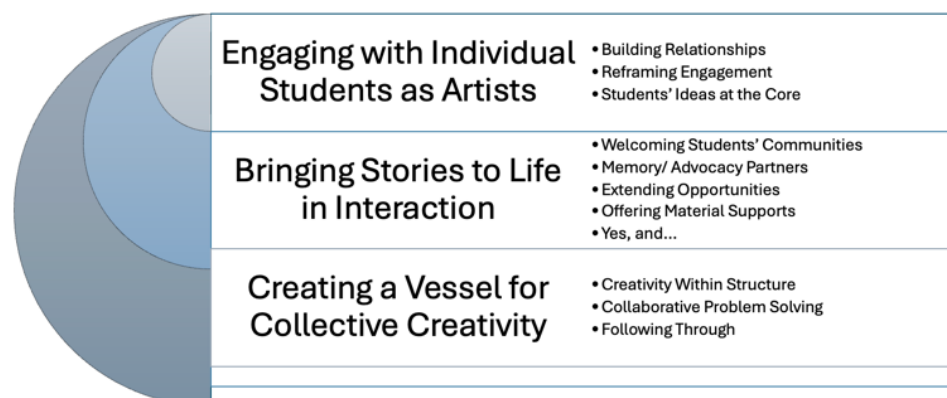 Engaging with Individual
Students as Artists
• Building Relationships
• Reframing Engagement
• Students’ Ideas at the Core
Bringing Stories to Life
in Interaction
• Welcoming Students’ Communities
• Memory/ Advocacy Partners
• Extending Opportunities
• Offering Material Supports
• Yes, and...
Creating a Vessel for
Collective Creativity
• Creativity Within Structure
• Collaborative Problem Solving
• Following Through